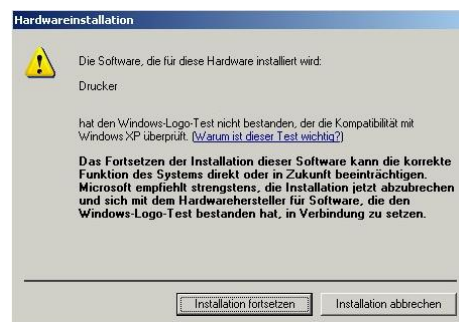 Hardwareinstallation
Die Software, die für diese Hardware installiert wird:
Drucker
hat den Windows-Logo-Test nicht bestanden, der die Kompatibilität mit
Windows XP überprüft. (Warum ist dieser Test wichtig?)
Das Fortsetzen der Installation dieser Software kann die korrekte
Funktion des Systems direkt oder in Zukunft beeinträchtigen.
Microsoft empfiehlt strengstens, die Installation jetzt abzubrechen
und sich mit dem Hardwarehersteller für Software, die den
Windows-Logo-Test bestanden hat, in Verbindung zu setzen.
Installation fortsetzen
Installation abbrechen